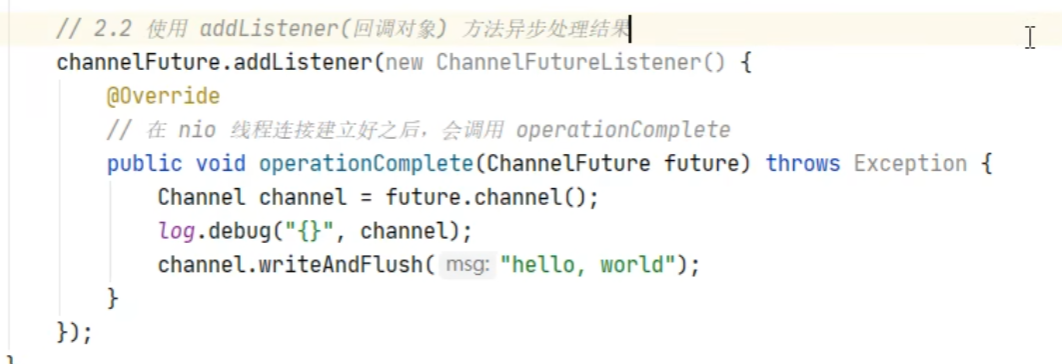 // 2.2 使用 addListener(回调对象) 方法异步处理结果
channelFuture.addListener(new ChannelFutureListener() {
@Override
// 在 nio 线程连接建立好之后，会调用 operationComplete
public void operationComplete(ChannelFuture future) throws Exception {
Channel channel = future.channel();
log.debug("{}", channel);
channel.writeAndFlush( msg: "hello, world");
}
});